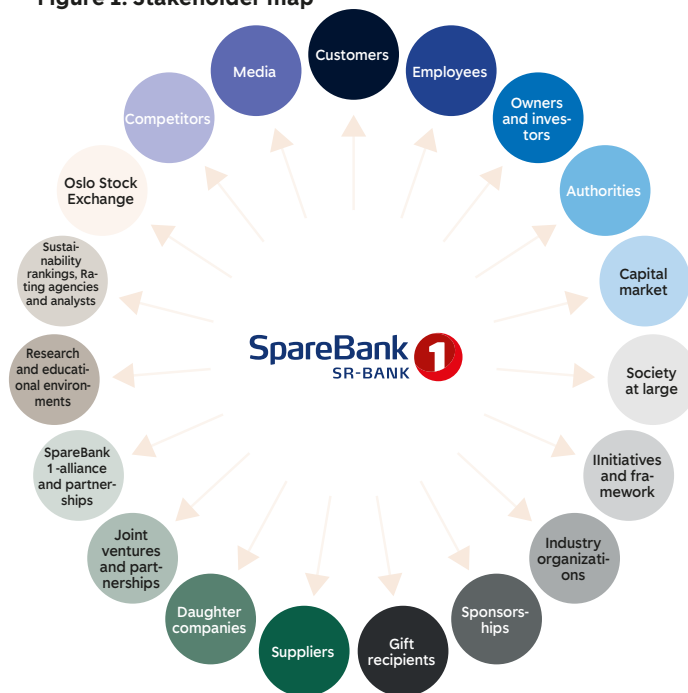 Figure 1: Stakeholder map
Customers
Employees
Owners
and inves-
tors
Authorities
Capital
market
Society
at large
IInitiatives
and fra-
mework
Industry
organizati-
ons
Sponsors-
hips
Gift
recipients
Suppliers
Daughter
companies
Joint
ventures
and part-
nerships
SpareBank
1 -alliance
and partner-
ships
Research
and educati-
onal environ-
ments
Sustai-
nability
rankings, Ra-
ting agencies
and analysts
Oslo Stock
Exchange
Competitors
Media
SpareBank 1
SR-BANK